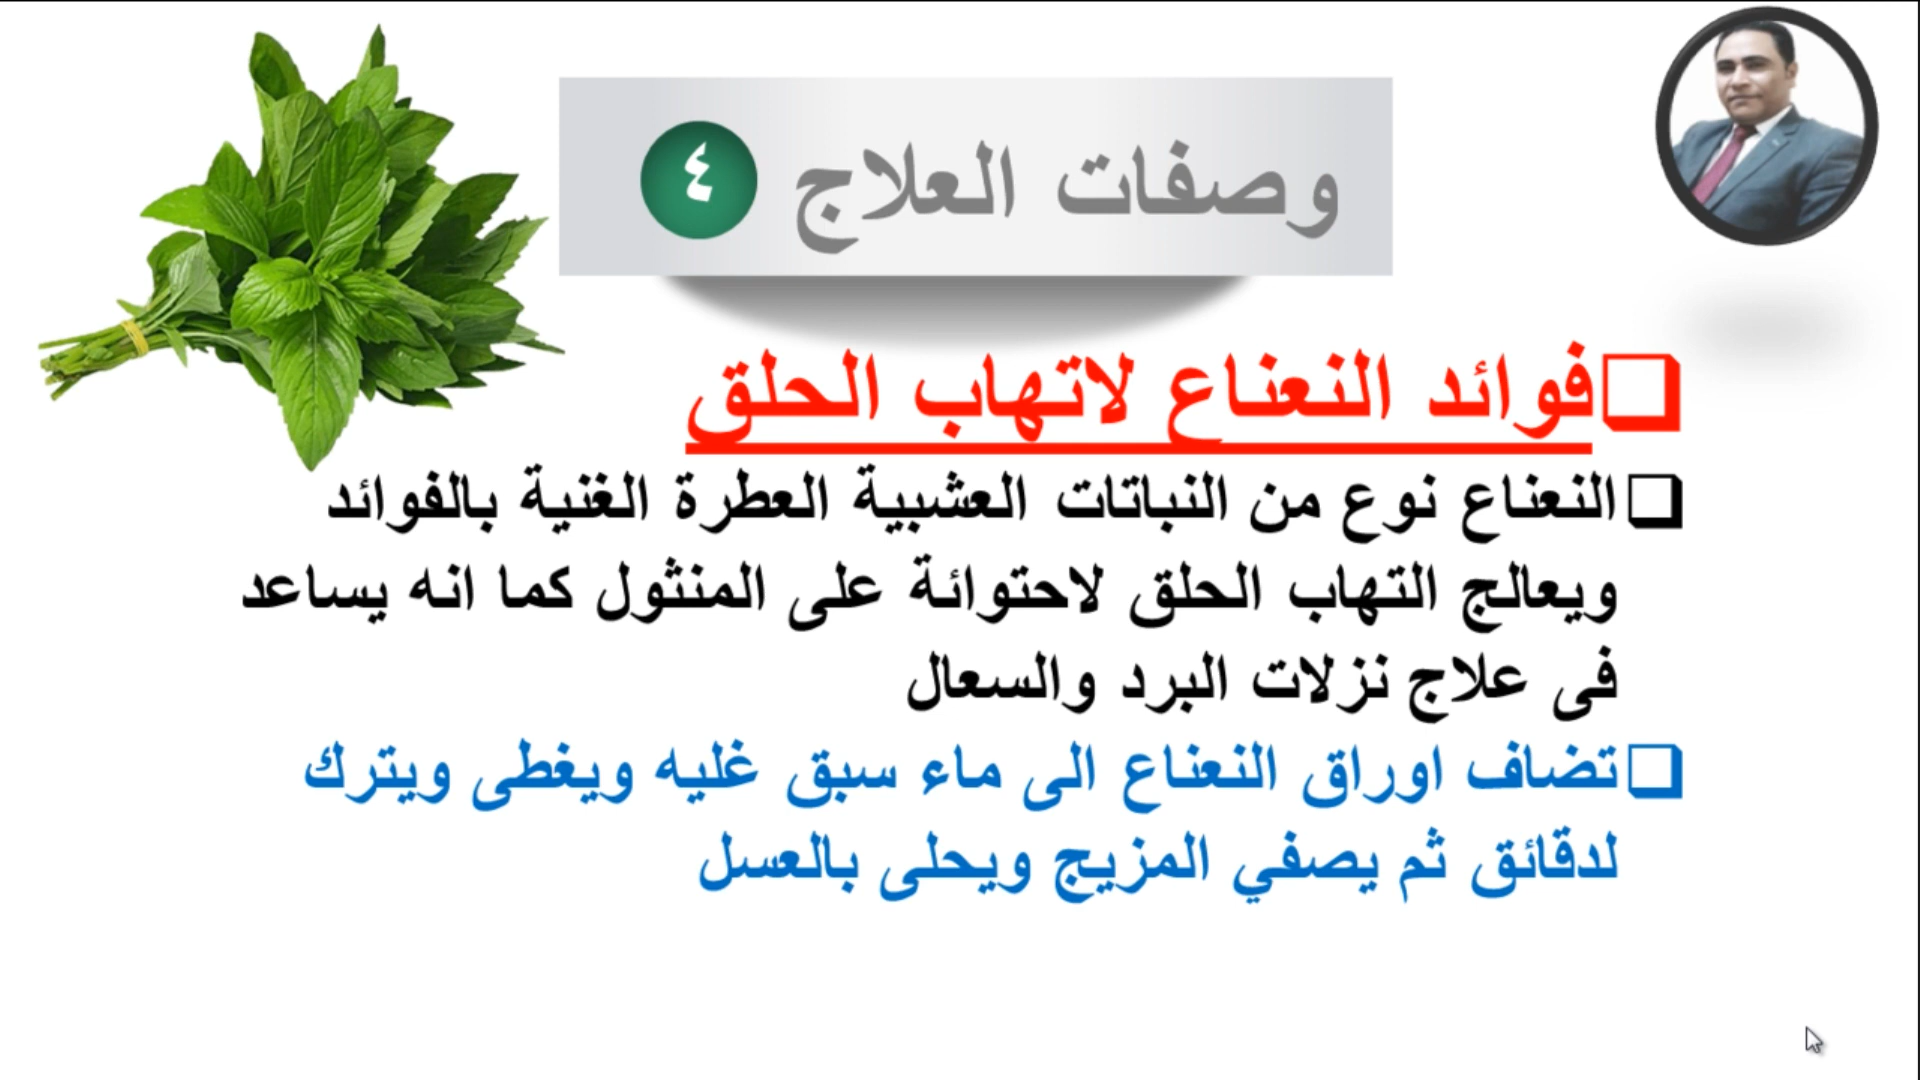 وصفات العلاج ٤
فوائد النعناع لاتهاب الحلق
النعناع نوع من النباتات العشبية العطرة الغنية بالفوائد
ويعالج التهاب الحلق لاحتوائة على المنثول كما انه يساعد
فى علاج نزلات البرد والسعال
تضاف اوراق النعناع الى ماء سبق غليه ويغطى ويترك
لدقائق ثم يصفي المزيج ويحلى بالعسل